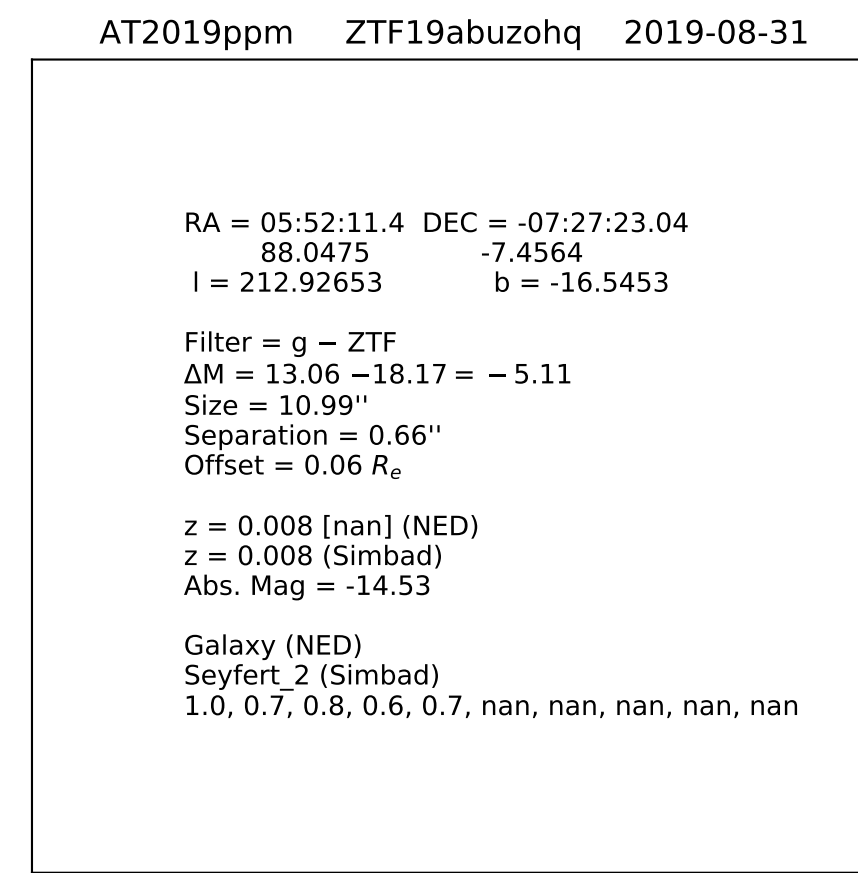 AT2019ppm ZTF19abuzohq 2019-08-31
RA = 05:52:11.4 DEC = -07:27:23.04
88.0475 -7.4564
l = 212.92653 b = -16.5453
Filter = g − ZTF
ΔM = 13.06 −18.17 = − 5.11
Size = 10.99''
Separation = 0.66''
Offset = 0.06 Rₑ
z = 0.008 [nan] (NED)
z = 0.008 (Simbad)
Abs. Mag = -14.53
Galaxy (NED)
Seyfert_2 (Simbad)
1.0, 0.7, 0.8, 0.6, 0.7, nan, nan, nan, nan, nan